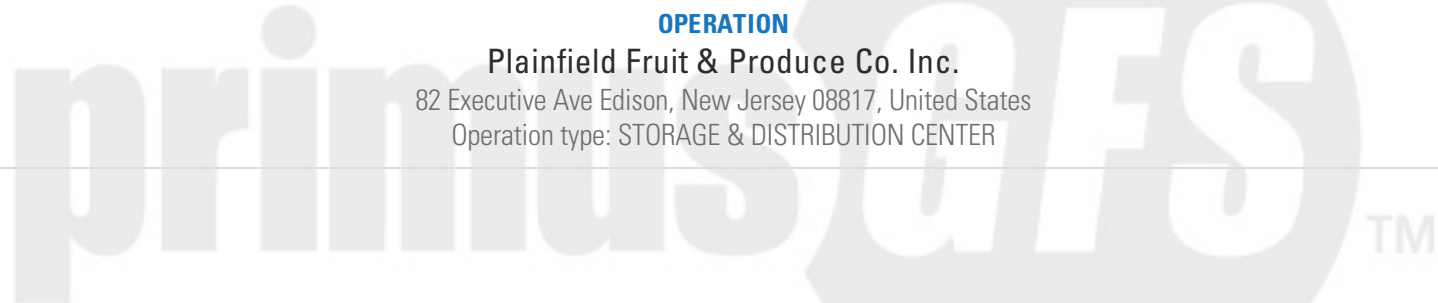 OPERATION
Plainfield Fruit & Produce Co. Inc.
82 Executive Ave Edison, New Jersey 08817, United States
Operation type: STORAGE & DISTRIBUTION CENTER
primusGFS TM